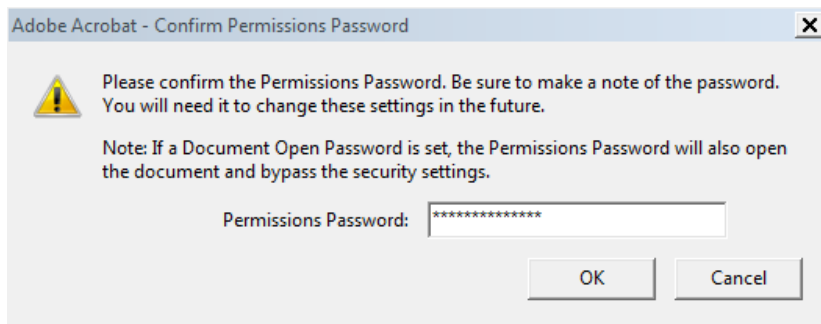 Adobe Acrobat - Confirm Permissions Password
Please confirm the Permissions Password. Be sure to make a note of the password.
You will need it to change these settings in the future.
Note: If a Document Open Password is set, the Permissions Password will also open
the document and bypass the security settings.
Permissions Password: **************
OK Cancel